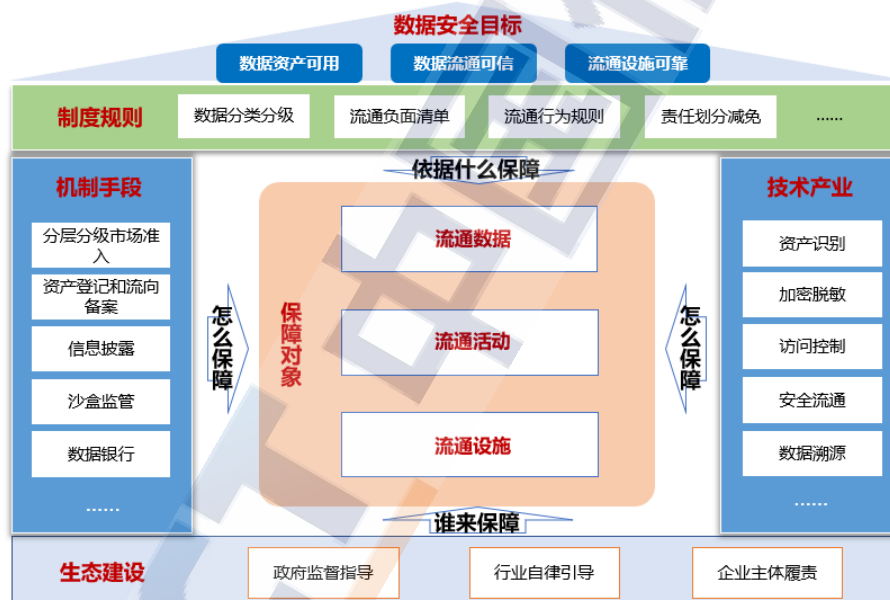 数据安全目标
数据资产可用
数据流通可信
流通设施可靠
制度规则
数据分类分级
流通负面清单
流通行为规则
责任划分减免
……
机制手段
分层分级市场准
入
资产登记和流向
备案
信息披露
沙盒监管
数据银行
……
怎么保障
依据什么保障
保障对象
流通数据
流通活动
流通设施
谁来保障
怎么保障
技术产业
资产识别
加密脱敏
访问控制
安全流通
数据溯源
……
生态建设
政府监督指导
行业自律引导
企业主体履责